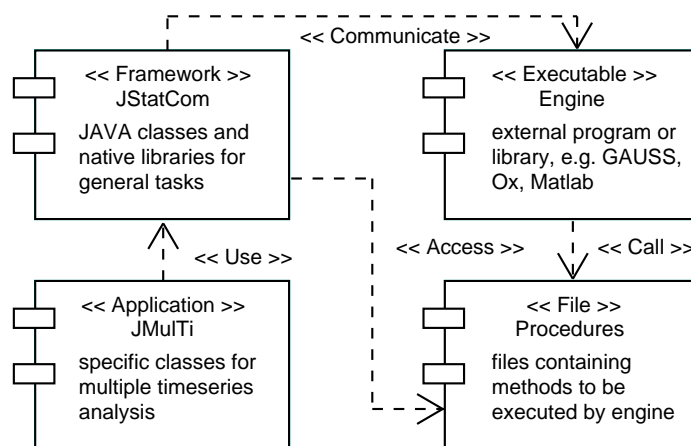 << Communicate >>
<< Framework >>
JStatCom
JAVA classes and
native libraries for
general tasks
<< Executable >>
Engine
external program or
library, e.g. GAUSS,
Ox, Matlab
<< Use >>
<< Access >>
<< Call >>
<< Application >>
JMulTi
specific classes for
multiple timeseries
analysis
<< File >>
Procedures
files containing
methods to be
executed by engine